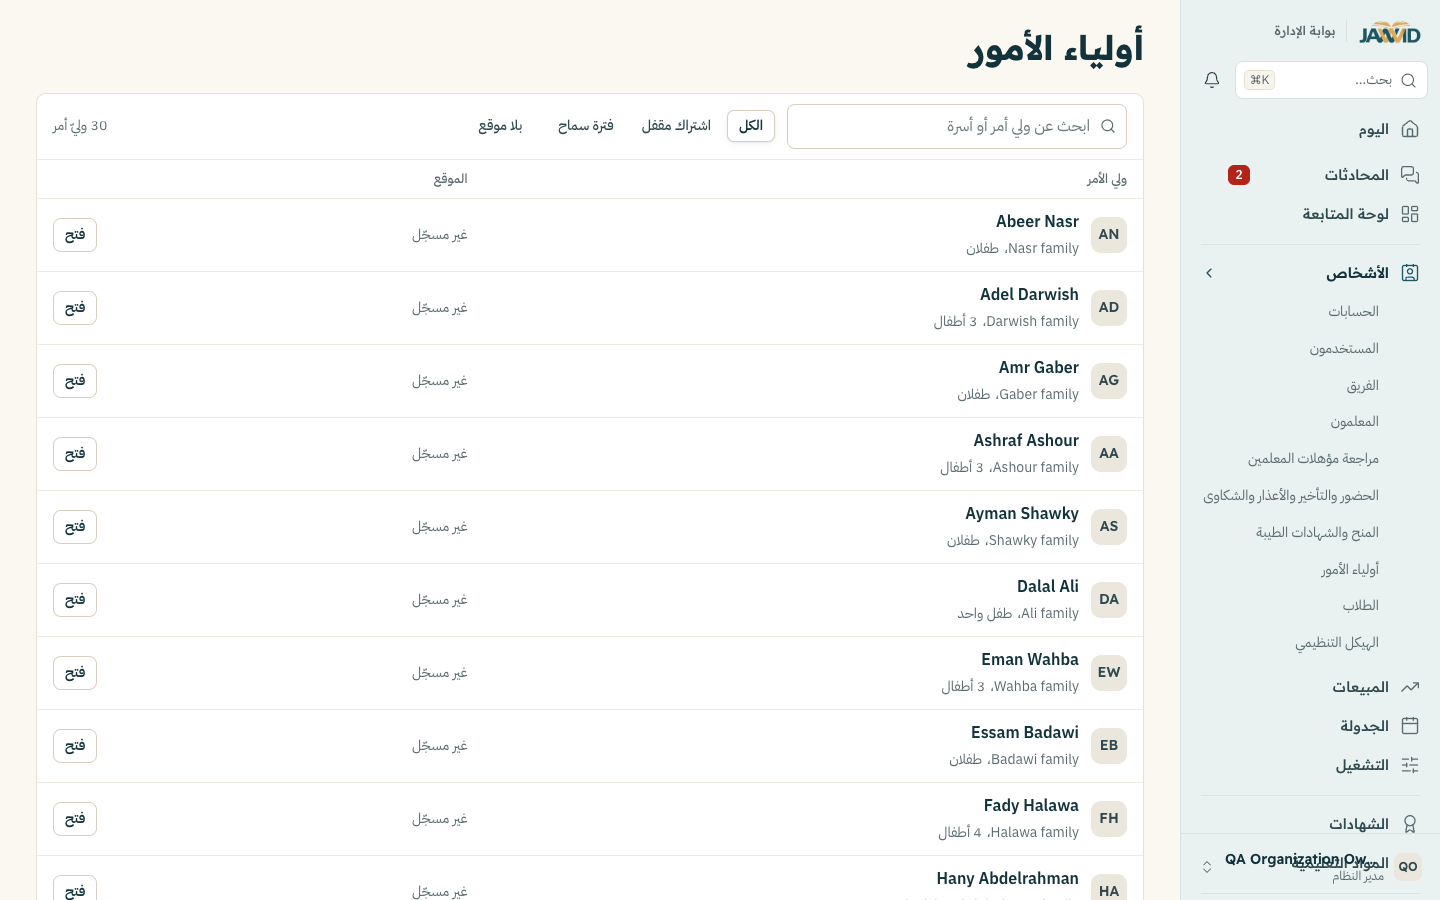 JAWWID
بوابة الإدارة
بحث...
⌘K
اليوم
المحادثات
2
لوحة المتابعة
الأشخاص
الحسابات
المستخدمون
الفريق
المعلمون
مراجعة مؤهلات المعلمين
الحضور والتأخير والأعذار والشكاوى
المنح والشهادات الطيبة
أولياء الأمور
الطلاب
الهيكل التنظيمي
المبيعات
الجدولة
التشغيل
الشهادات
المواد التعليمية
QO
QA Organization Ow...
مدير النظام
أولياء الأمور
ابحث عن ولي أمر أو أسرة
الكل
اشتراك مقفل
فترة سماح
بلا موقع
30 وليّ أمر
ولي الأمر
الموقع
AN
Abeer Nasr
Nasr family، طفلان
غير مسجّل
فتح
AD
Adel Darwish
Darwish family، 3 أطفال
غير مسجّل
فتح
AG
Amr Gaber
Gaber family، طفلان
غير مسجّل
فتح
AA
Ashraf Ashour
Ashour family، 3 أطفال
غير مسجّل
فتح
AS
Ayman Shawky
Shawky family، طفلان
غير مسجّل
فتح
DA
Dalal Ali
Ali family، طفل واحد
غير مسجّل
فتح
EW
Eman Wahba
Wahba family، 3 أطفال
غير مسجّل
فتح
EB
Essam Badawi
Badawi family، طفلان
غير مسجّل
فتح
FH
Fady Halawa
Halawa family، 4 أطفال
غير مسجّل
فتح
HA
Hany Abdelrahman
غير مسجّل
فتح